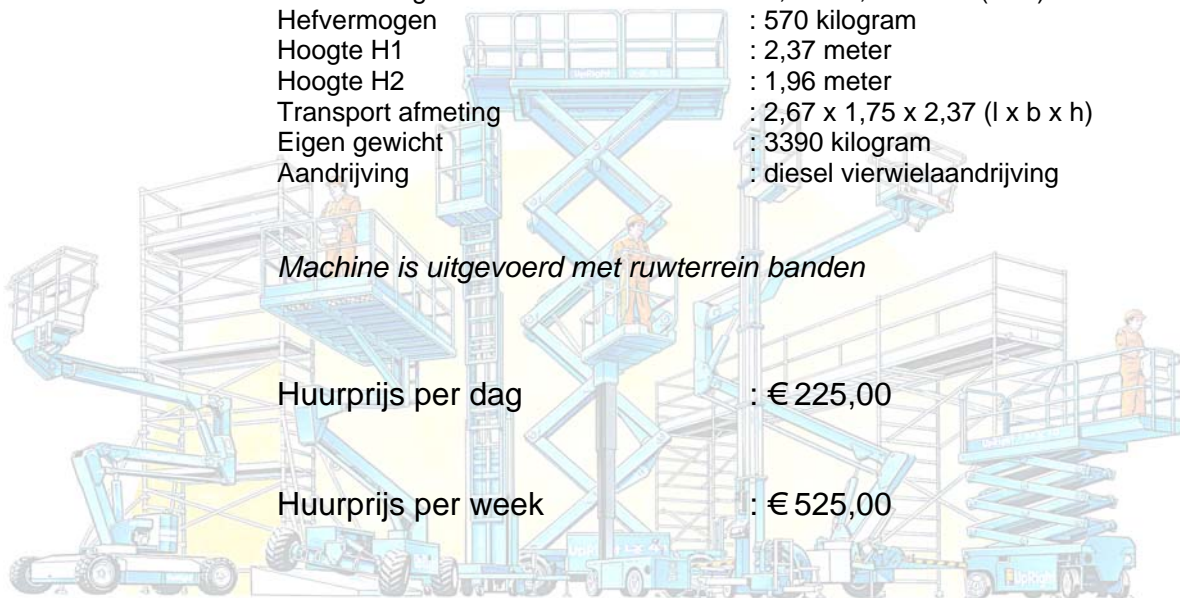 Hefvermogen : 570 kilogram
Hoogte H1 : 2,37 meter
Hoogte H2 : 1,96 meter
Transport afmeting : 2,67 x 1,75 x 2,37 (l x b x h)
Eigen gewicht : 3390 kilogram
Aandrijving : diesel vierwielaandrijving
Machine is uitgevoerd met ruwterrein banden
Huurprijs per dag : € 225,00
Huurprijs per week : € 525,00
UpRight